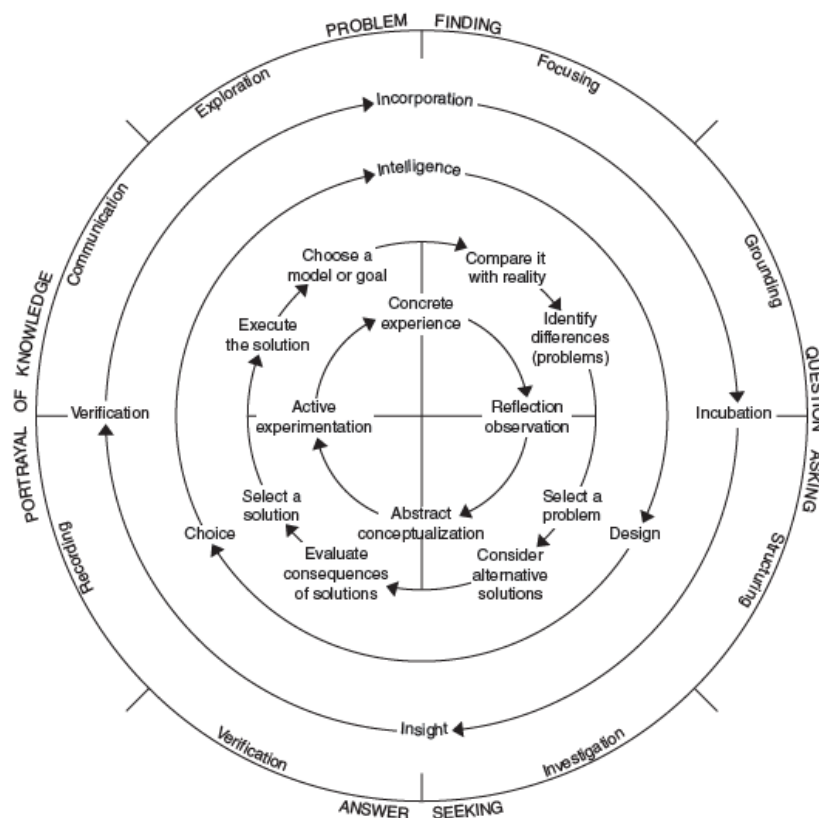 PROBLEM FINDING
Exploration
Focusing
Incorporation
Intelligence
Communication
Grounding
Choose a
model or goal
Compare it
with reality
Concrete
experience
Execute
the solution
Identify
differences
(problems)
PORTRAYAL OF KNOWLEDGE
QUESTION ASKING
Verification
Active
experimentation
Reflection
observation
Incubation
Select a
solution
Abstract
conceptualization
Select a
problem
Choice
Design
Evaluate
consequences
of solutions
Consider
alternative
solutions
Recording
Structuring
Insight
Verification
Investigation
ANSWER SEEKING